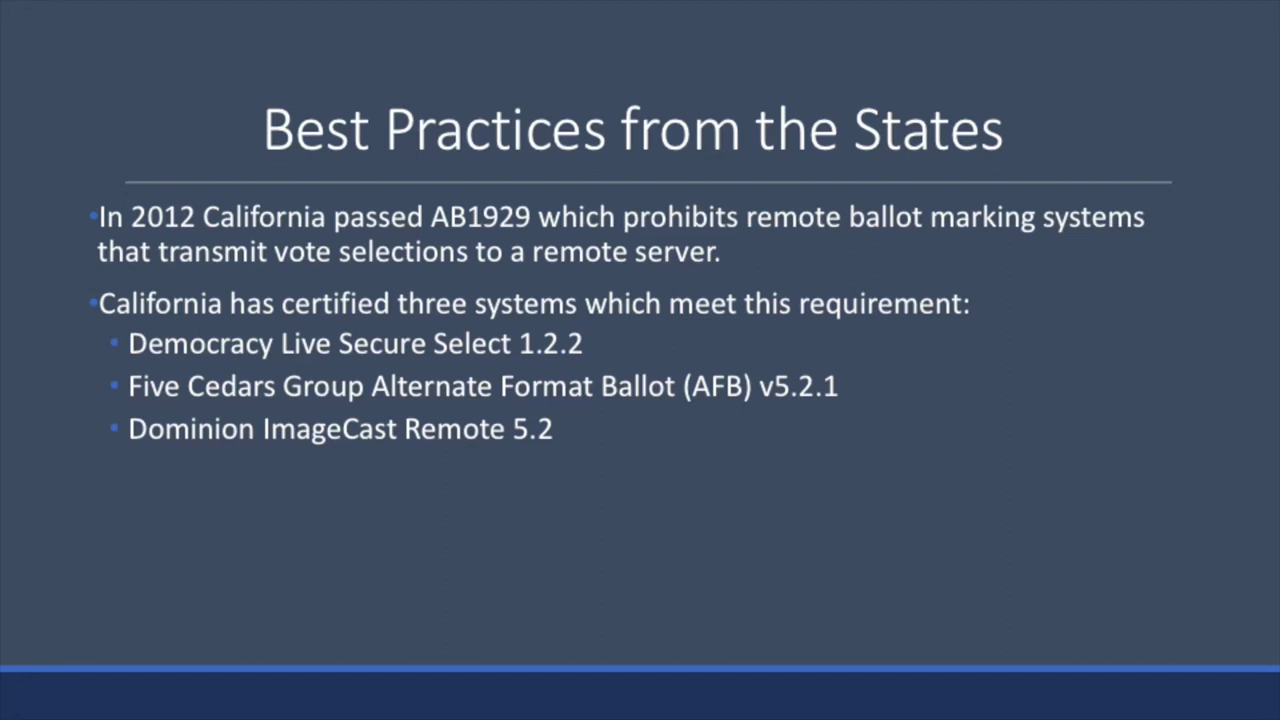 Best Practices from the States
•In 2012 California passed AB1929 which prohibits remote ballot marking systems
that transmit vote selections to a remote server.
•California has certified three systems which meet this requirement:
• Democracy Live Secure Select 1.2.2
• Five Cedars Group Alternate Format Ballot (AFB) v5.2.1
• Dominion ImageCast Remote 5.2